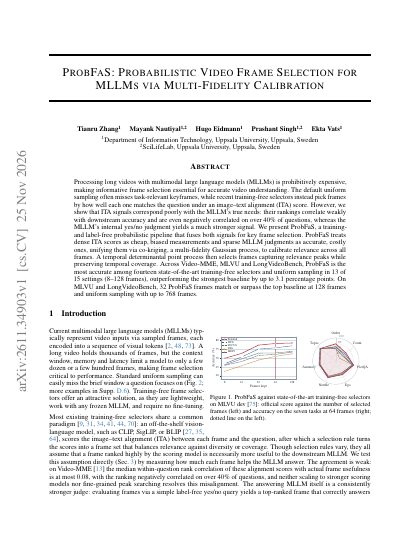 PROBFAS: PROBABILISTIC VIDEO FRAME SELECTION FOR
MLLMS VIA MULTI-FIDELITY CALIBRATION
Tianru Zhang¹ Mayank Nautiyal¹,² Hugo Eidmann¹ Prashant Singh¹,² Ekta Vats¹
¹Department of Information Technology, Uppsala University, Uppsala, Sweden
²SciLifeLab, Uppsala University, Uppsala, Sweden
ABSTRACT
Processing long videos with multimodal large language models (MLLMs) is prohibitively expensive,
making informative frame selection essential for accurate video understanding. The default uniform
sampling often misses task-relevant keyframes, while recent training-free selectors instead pick frames
by how well each one matches the question under an image–text alignment (ITA) score. However, we
show that ITA signals correspond poorly with the MLLM's true needs: their rankings correlate weakly
with downstream accuracy and are even negatively correlated on over 40% of questions, whereas the
MLLM's internal yes/no judgment yields a much stronger signal. We present ProbFaS, a training-
and label-free probabilistic pipeline that fuses both signals for key frame selection. ProbFaS treats
dense ITA scores as cheap, biased measurements and sparse MLLM judgments as accurate, costly
ones, unifying them via co-kriging, a multi-fidelity Gaussian process, to calibrate relevance across all
frames. A temporal determinantal point process then selects frames capturing relevance peaks while
preserving temporal coverage. Across Video-MME, MLVU and LongVideoBench, ProbFaS is the
most accurate among fourteen state-of-the-art training-free selectors and uniform sampling in 13 of
15 settings (8–128 frames), outperforming the strongest baseline by up to 3.1 percentage points. On
MLVU and LongVideoBench, 32 ProbFaS frames match or surpass the top baseline at 128 frames
and uniform sampling with up to 768 frames.
1 Introduction
Current multimodal large language models (MLLMs) typ-
ically represent video inputs via sampled frames, each
encoded into a sequence of visual tokens [2, 48, 73]. A
long video holds thousands of frames, but the context
window, memory and latency limit a model to only a few
dozen or a few hundred frames, making frame selection
critical to performance. Standard uniform sampling can
easily miss the brief window a question focuses on (Fig. 2;
more examples in Supp. D.6). Training-free frame selec-
tors offer an attractive solution, as they are lightweight,
work with any frozen MLLM, and require no fine-tuning.
Most existing training-free selectors share a common
paradigm [9, 31, 34, 41, 44, 70]: an off-the-shelf vision-
language model, such as CLIP, SigLIP, or BLIP [27, 35,
64], scores the image–text alignment (ITA) between each frame and the question, after which a selection rule turns
the scores into a frame set that balances relevance against diversity or coverage. Though selection rules vary, they all
assume that a frame ranked highly by the scoring model is necessarily more useful to the downstream MLLM. We test
this assumption directly (Sec. 3) by measuring how much each frame helps the MLLM answer. The agreement is weak:
on Video-MME [13] the median within-question rank correlation of these alignment scores with actual frame usefulness
is at most 0.08, with the ranking negatively correlated on over 40% of questions, and neither scaling to stronger scoring
models nor fine-grained peak searching resolves this misalignment. The answering MLLM itself is a consistently
stronger judge: evaluating frames via a simple label-free yes/no query yields a top-ranked frame that correctly answers
Figure 1. ProbFaS against state-of-the-art training-free selectors
on MLVU dev [75]: official score against the number of selected
frames (left) and accuracy on the seven tasks at 64 frames (right;
dotted line on the left).
arXiv:2611.34903v1 [cs.CV] 25 Nov 2026